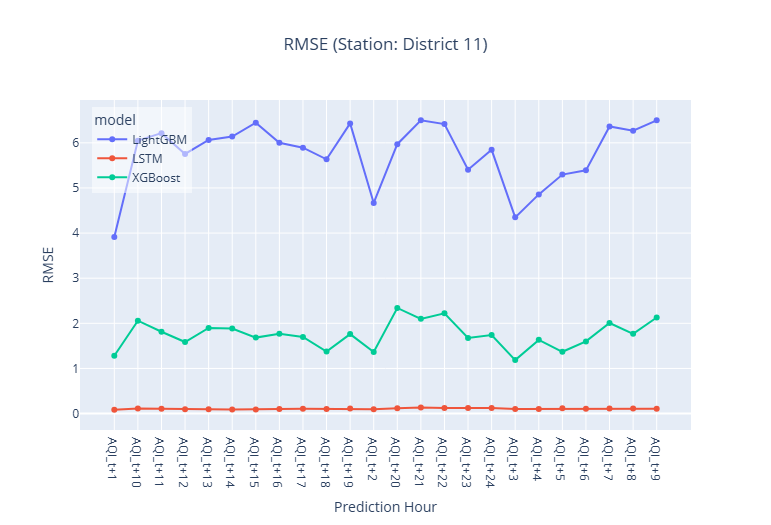 RMSE (Station: District 11)
model
LightGBM
LSTM
XGBoost
RMSE
6
5
4
3
2
1
0
AQI_t+1
AQI_t+10
AQI_t+11
AQI_t+12
AQI_t+13
AQI_t+14
AQI_t+15
AQI_t+16
AQI_t+17
AQI_t+18
AQI_t+19
AQI_t+2
AQI_t+20
AQI_t+21
AQI_t+22
AQI_t+23
AQI_t+24
AQI_t+3
AQI_t+4
AQI_t+5
AQI_t+6
AQI_t+7
AQI_t+8
AQI_t+9
Prediction Hour